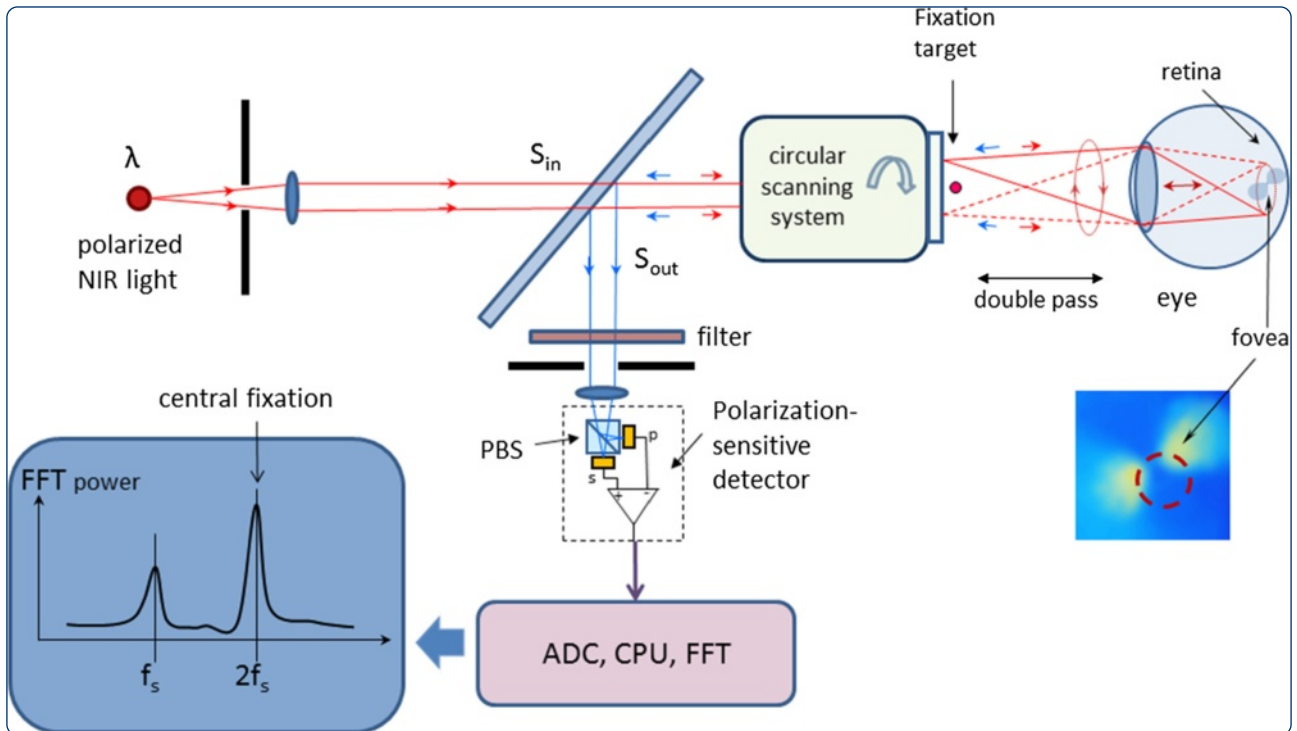 Fixation
target
retina
λ
S_in
circular
scanning
system
polarized
NIR light
S_out
double pass
eye
filter
fovea
central fixation
Polarization-
sensitive
detector
PBS
p
s
+
-
FFT power
f_s
2f_s
ADC, CPU, FFT